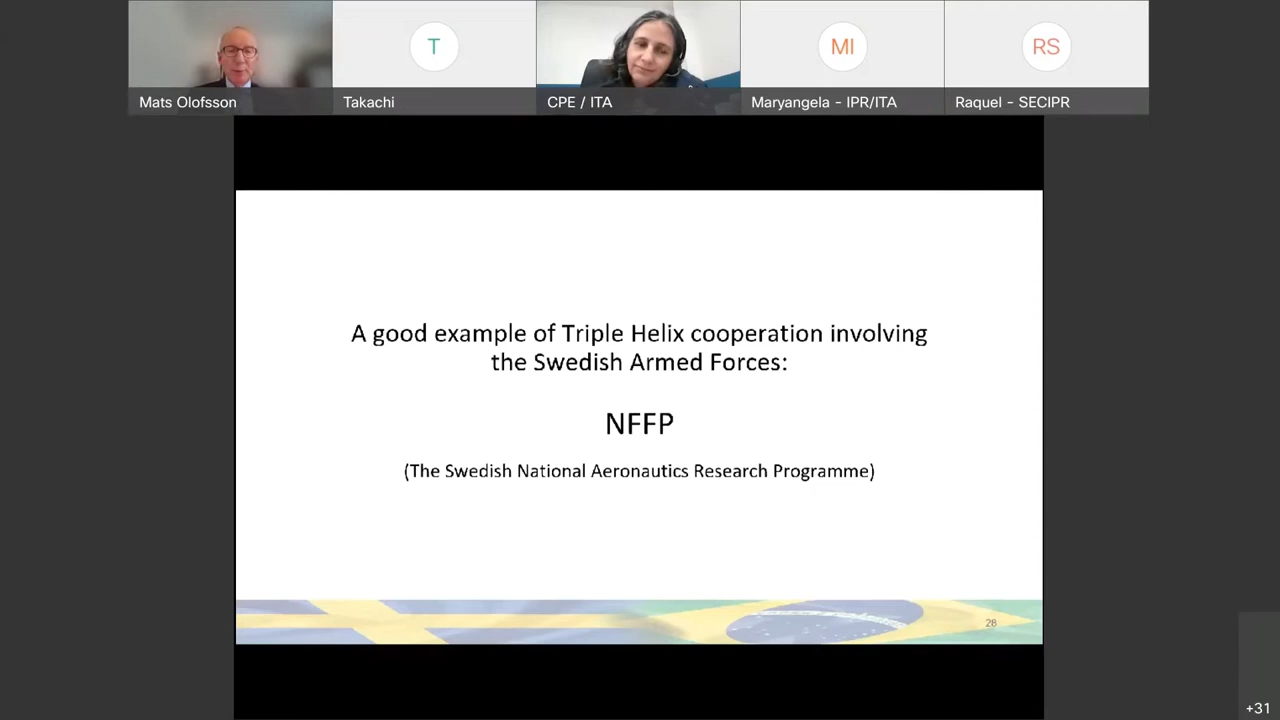 T
MI
RS
Mats Olofsson
Takachi
CPE / ITA
Maryangela - IPR/ITA
Raquel - SECIPR
A good example of Triple Helix cooperation involving
the Swedish Armed Forces:
NFFP
(The Swedish National Aeronautics Research Programme)
28
+31